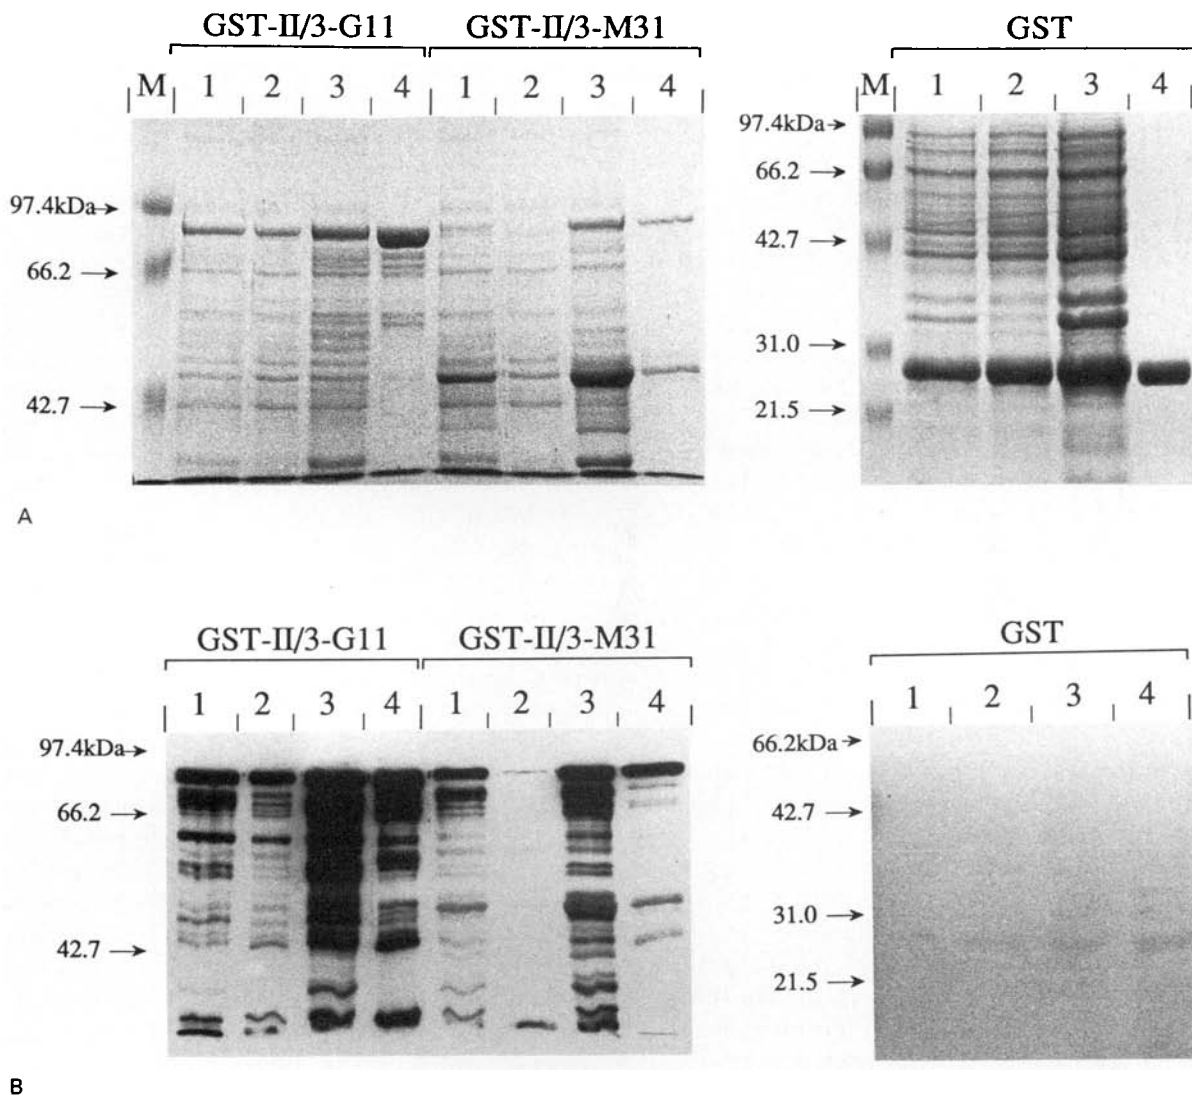 GST-II/3-G11 GST-II/3-M31 GST
M 1 2 3 4 1 2 3 4 M 1 2 3 4
97.4kDa
66.2
42.7
97.4kDa
66.2
42.7
31.0
21.5
A
GST-II/3-G11 GST-II/3-M31 GST
1 2 3 4 1 2 3 4 1 2 3 4
97.4kDa
66.2
42.7
66.2kDa
42.7
31.0
21.5
B